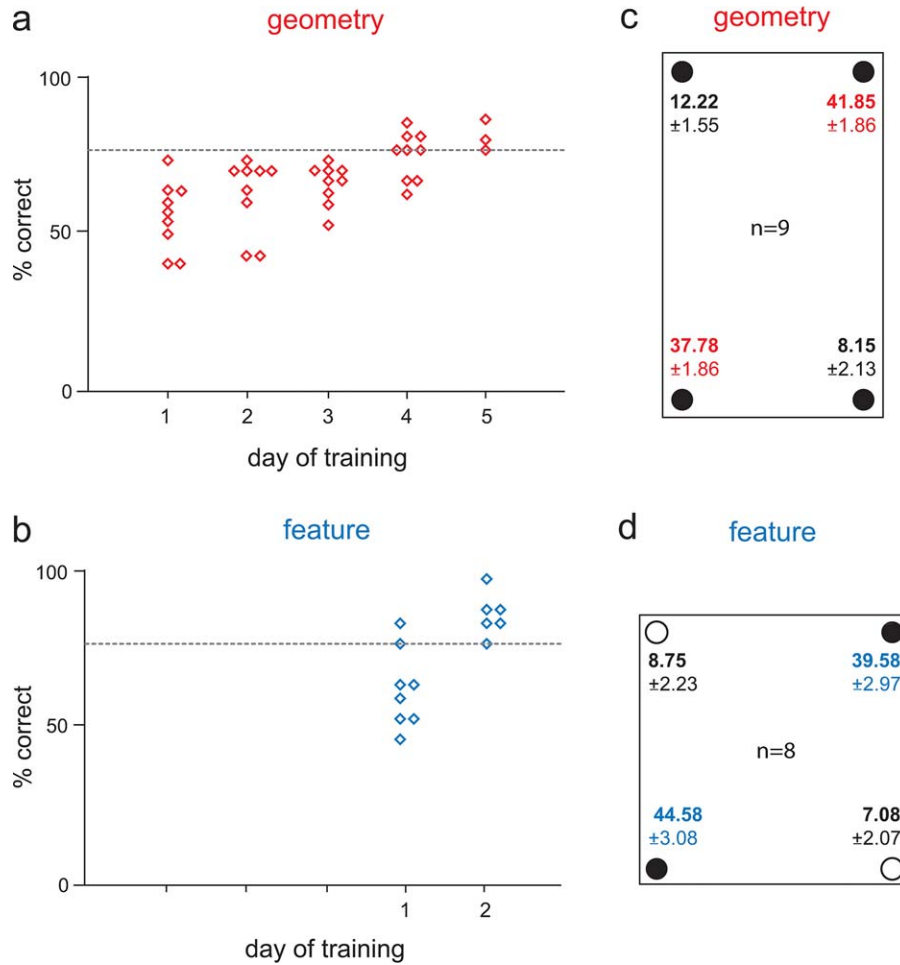 a
geometry
100
50
0
% correct
1 2 3 4 5
day of training
b
feature
100
50
0
% correct
1 2
day of training
c
geometry
12.22 41.85
±1.55 ±1.86
n=9
37.78 8.15
±1.86 ±2.13
d
feature
8.75 39.58
±2.23 ±2.97
n=8
44.58 7.08
±3.08 ±2.07